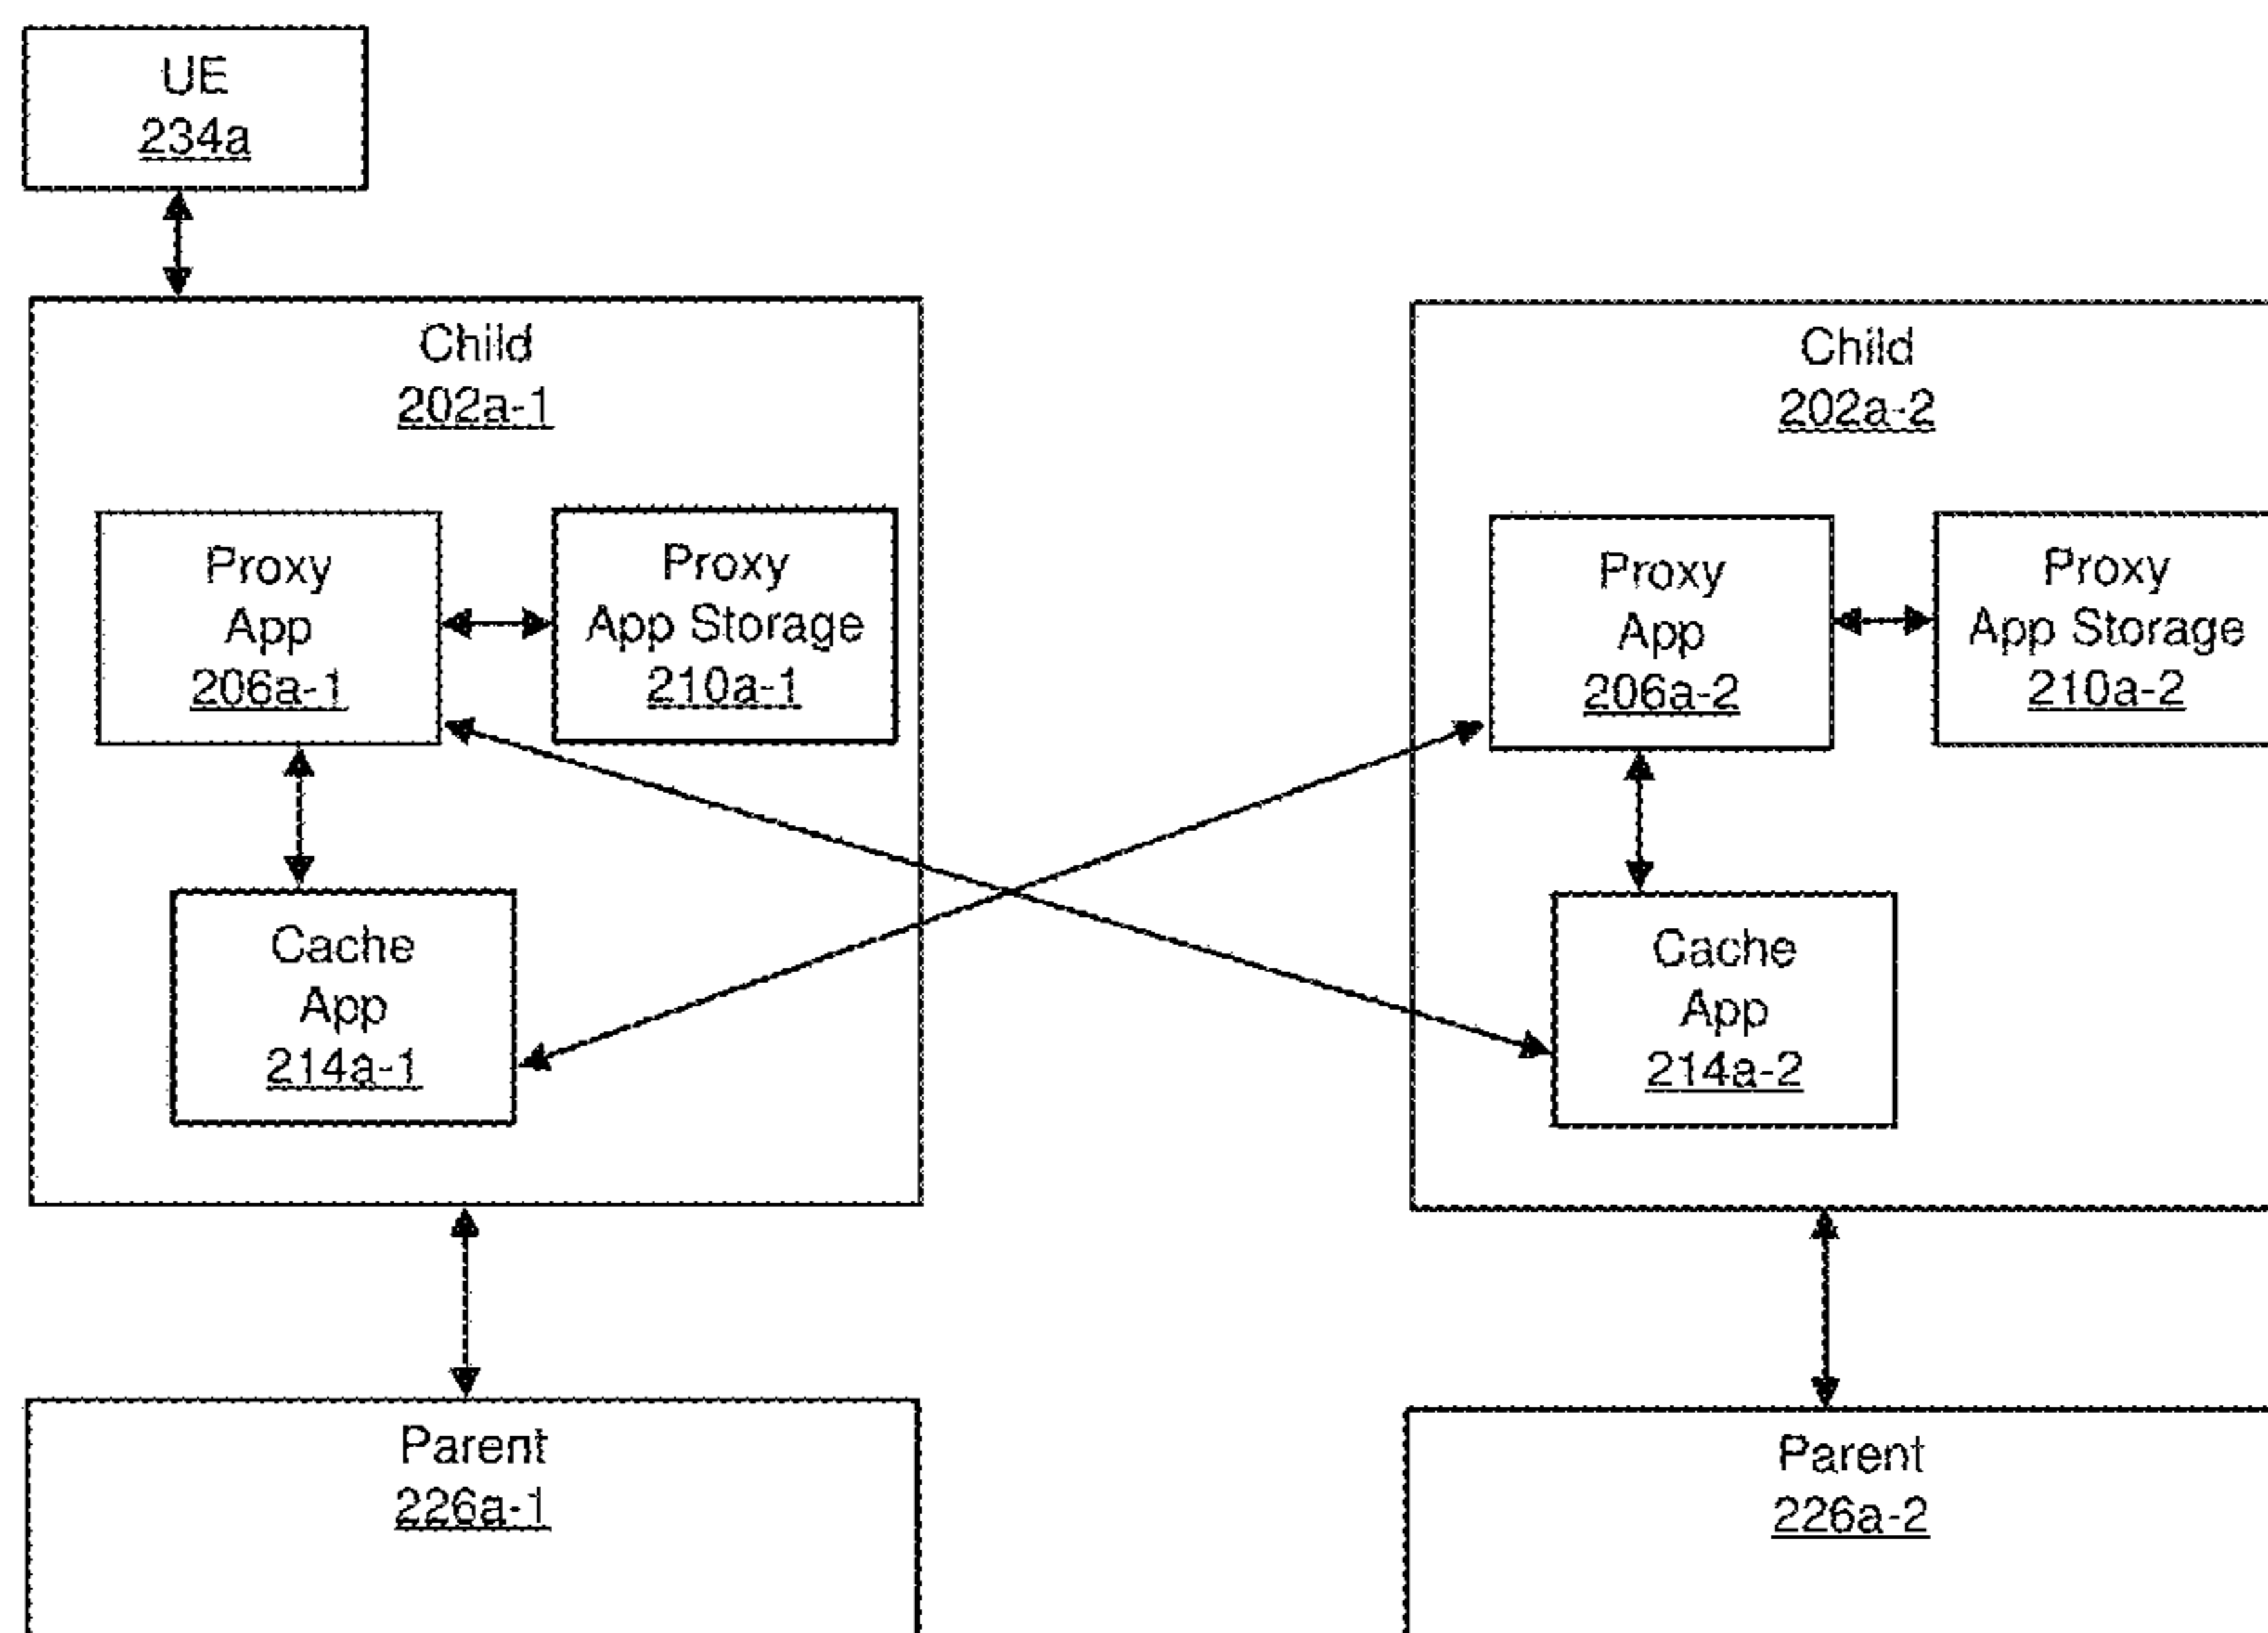 UE
234a
Child
202a-1
Proxy
App
206a-1
Proxy
App Storage
210a-1
Cache
App
214a-1
Parent
226a-1
Child
202a-2
Proxy
App
206a-2
Proxy
App Storage
210a-2
Cache
App
214a-2
Parent
226a-2